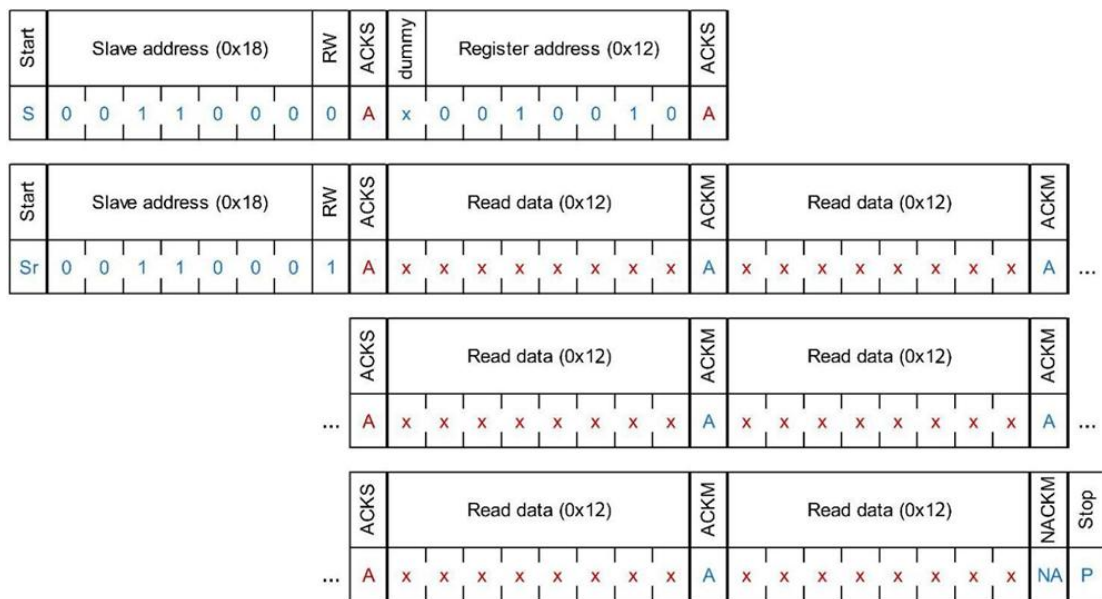 Start Slave address (0x18) RW ACKS dummy Register address (0x12) ACKS
S 0 0 1 1 0 0 0 0 A x 0 0 1 0 0 1 0 A
Start Slave address (0x18) RW ACKS Read data (0x12) ACKM Read data (0x12) ACKM
Sr 0 0 1 1 0 0 0 1 A x x x x x x x x A x x x x x x x x A ...
ACKS Read data (0x12) ACKM Read data (0x12) ACKM
... A x x x x x x x x A x x x x x x x x A ...
ACKS Read data (0x12) ACKM Read data (0x12) NACKM Stop
... A x x x x x x x x A x x x x x x x x NA P